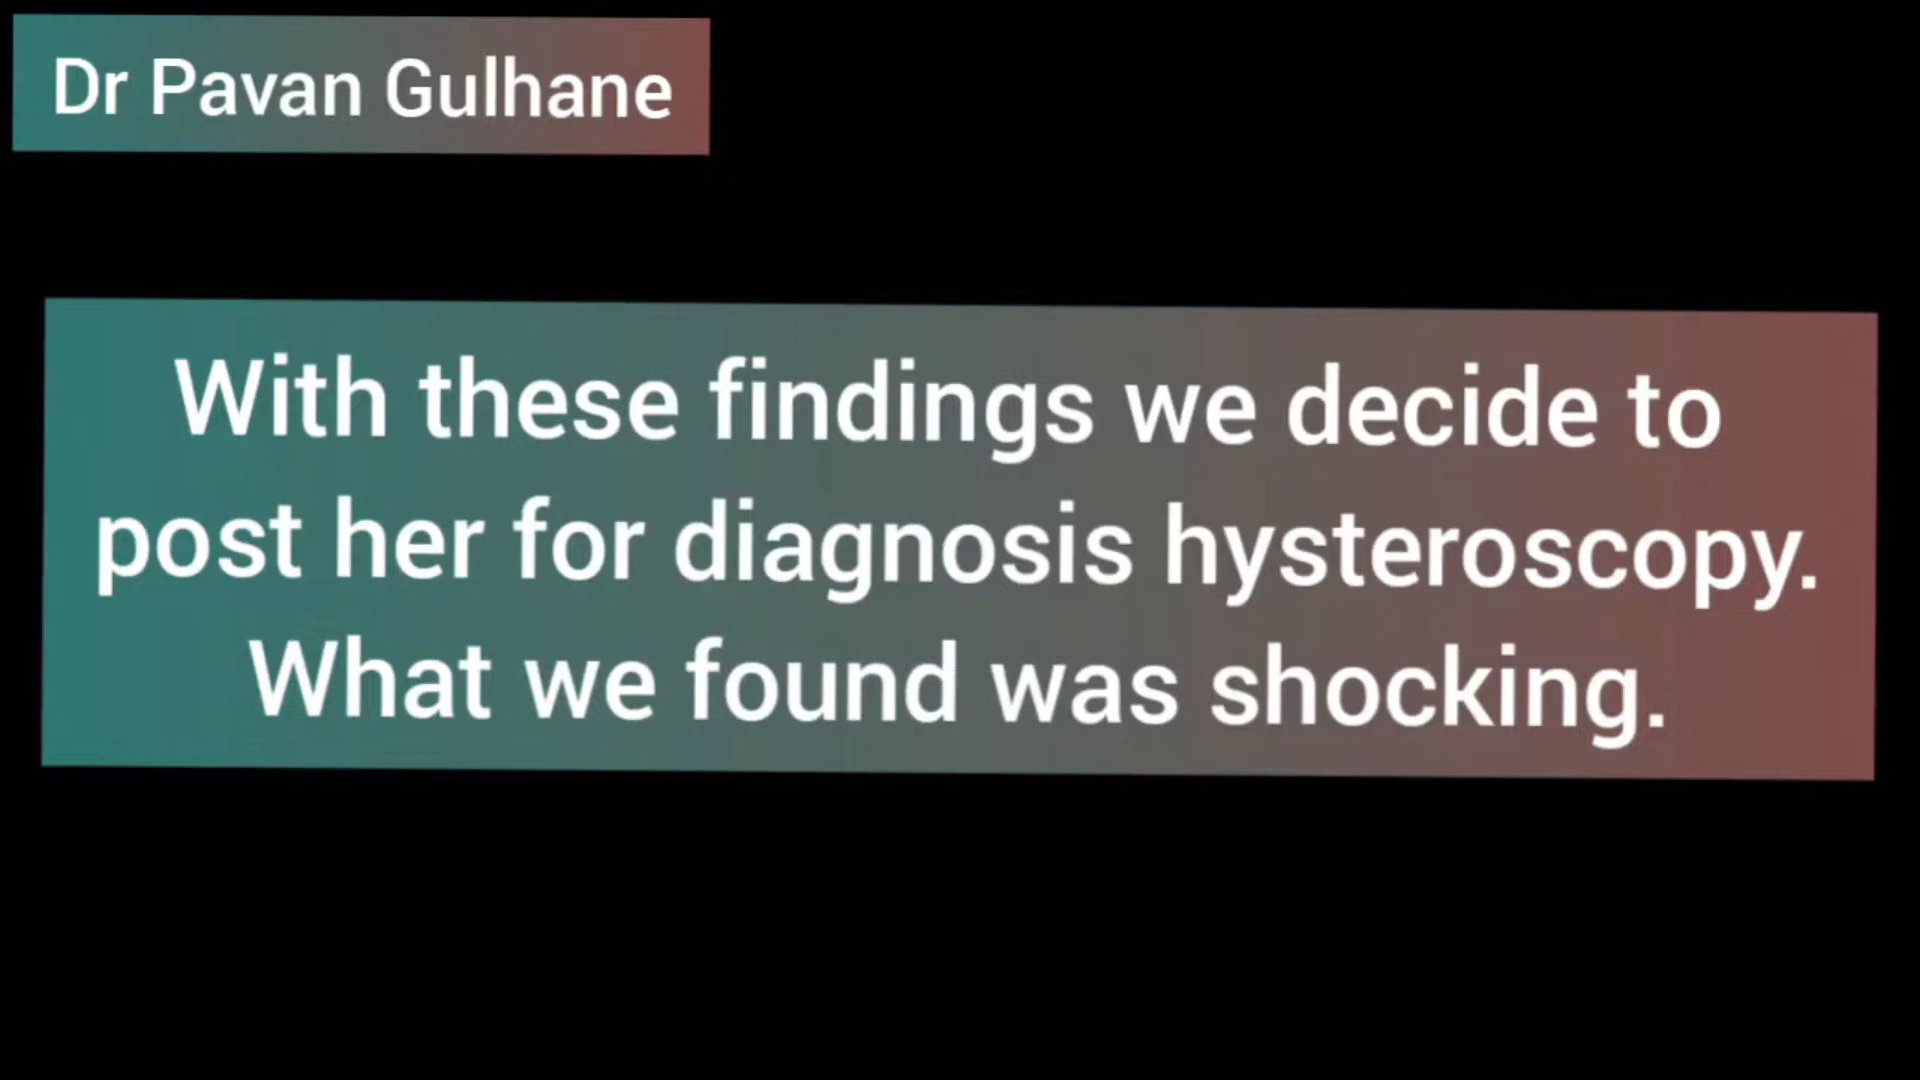 Dr Pavan Gulhane
With these findings we decide to
post her for diagnosis hysteroscopy.
What we found was shocking.